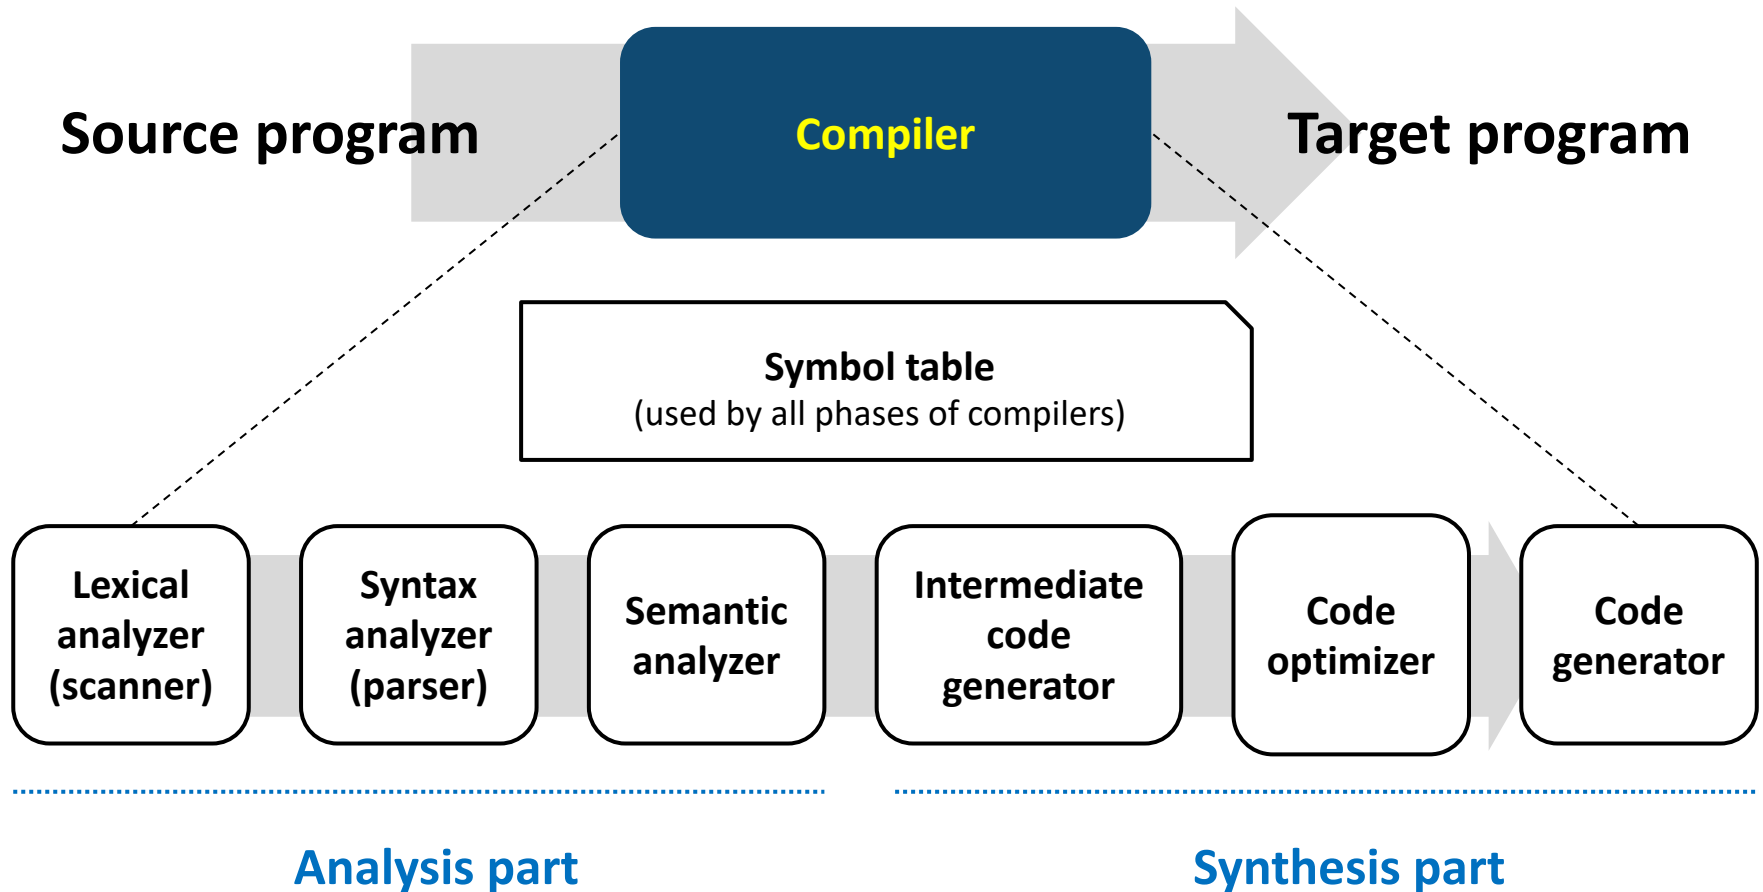 Source program
Compiler
Target program
Symbol table
(used by all phases of compilers)
Lexical
analyzer
(scanner)
Syntax
analyzer
(parser)
Semantic
analyzer
Intermediate
code
generator
Code
optimizer
Code
generator
Analysis part
Synthesis part